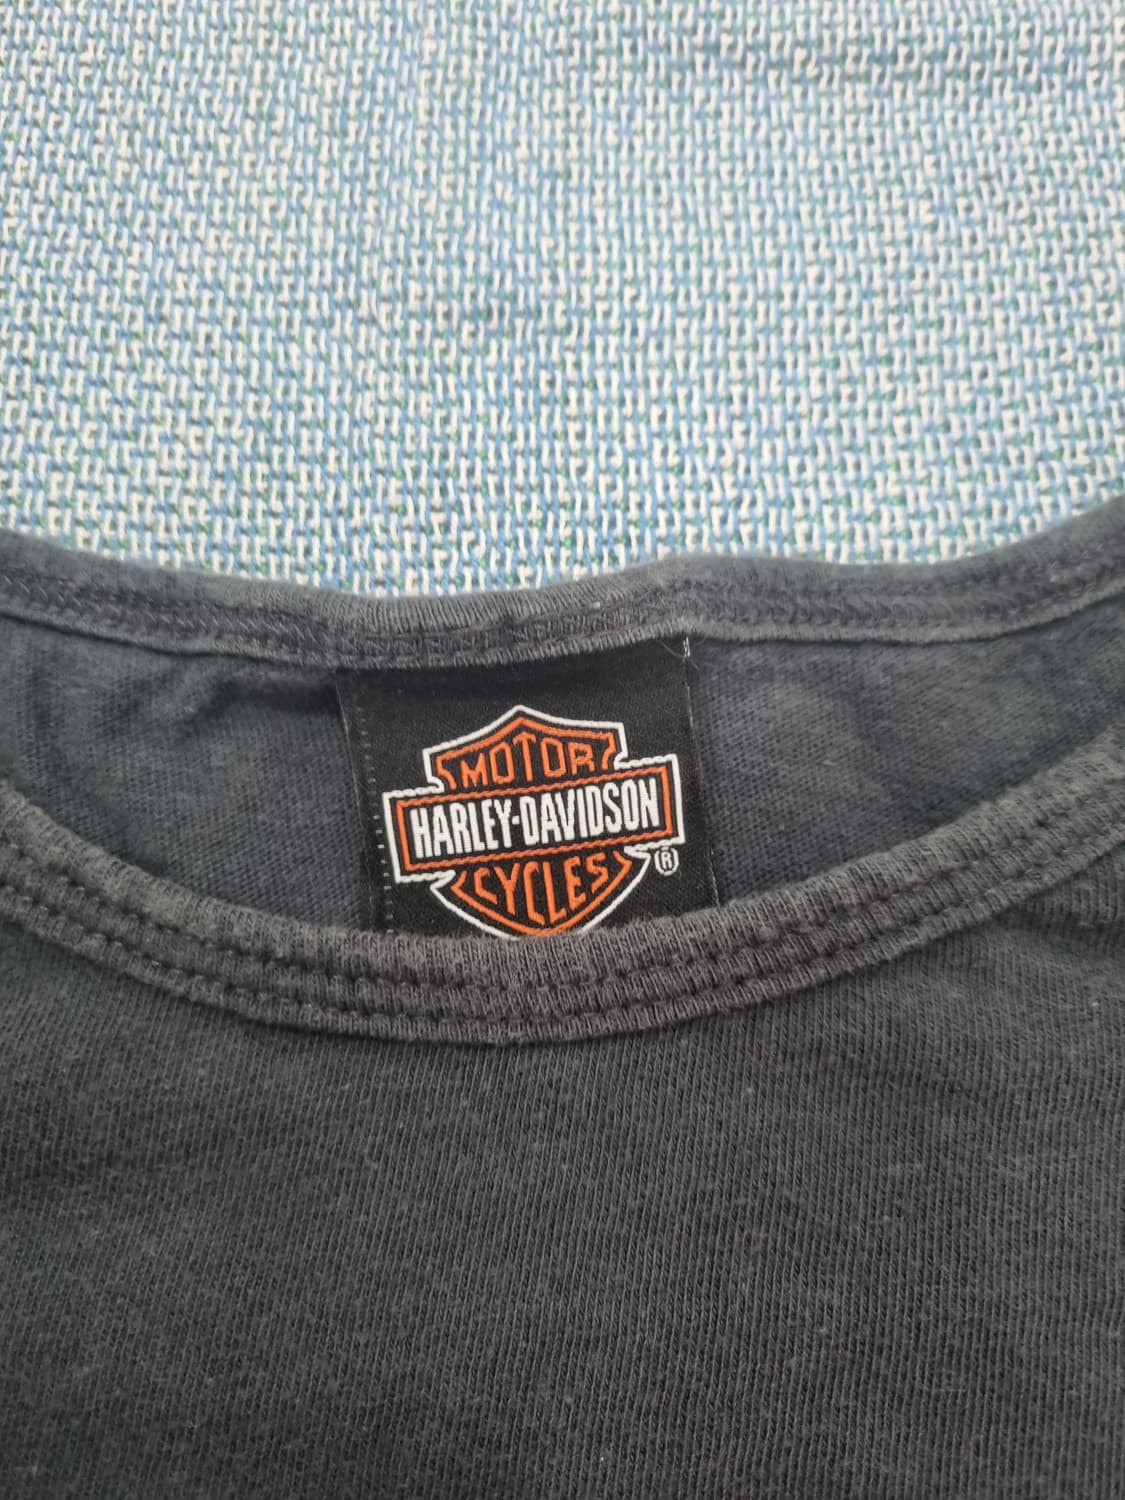 MOTOR
HARLEY-DAVIDSON
CYCLES
®